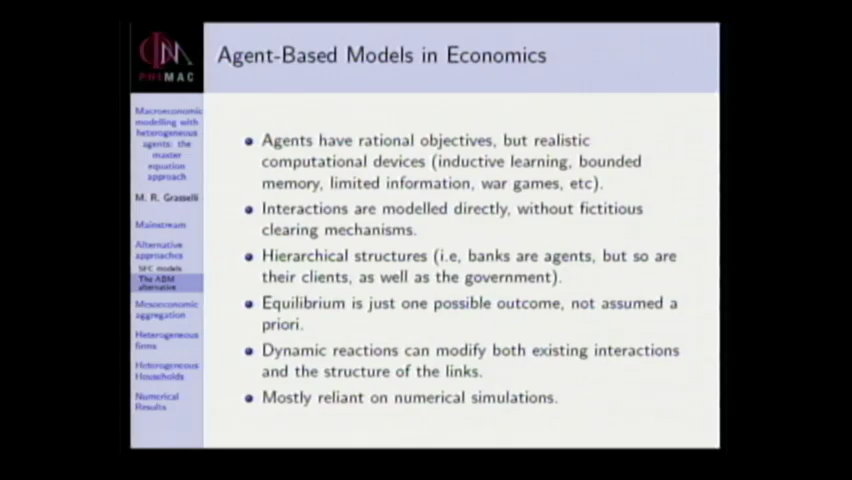 PHIMAC
Agent-Based Models in Economics
Macroeconomic
modelling with
heterogeneous
agents: the
master
equation
approach
M. R. Grasselli
Mainstream
Alternative
approaches
SFC models
The ABM
alternative
Mesoeconomic
aggregation
Heterogeneous
firms
Heterogeneous
Households
Numerical
Results
Agents have rational objectives, but realistic
computational devices (inductive learning, bounded
memory, limited information, war games, etc).
Interactions are modelled directly, without fictitious
clearing mechanisms.
Hierarchical structures (i.e, banks are agents, but so are
their clients, as well as the government).
Equilibrium is just one possible outcome, not assumed a
priori.
Dynamic reactions can modify both existing interactions
and the structure of the links.
Mostly reliant on numerical simulations.